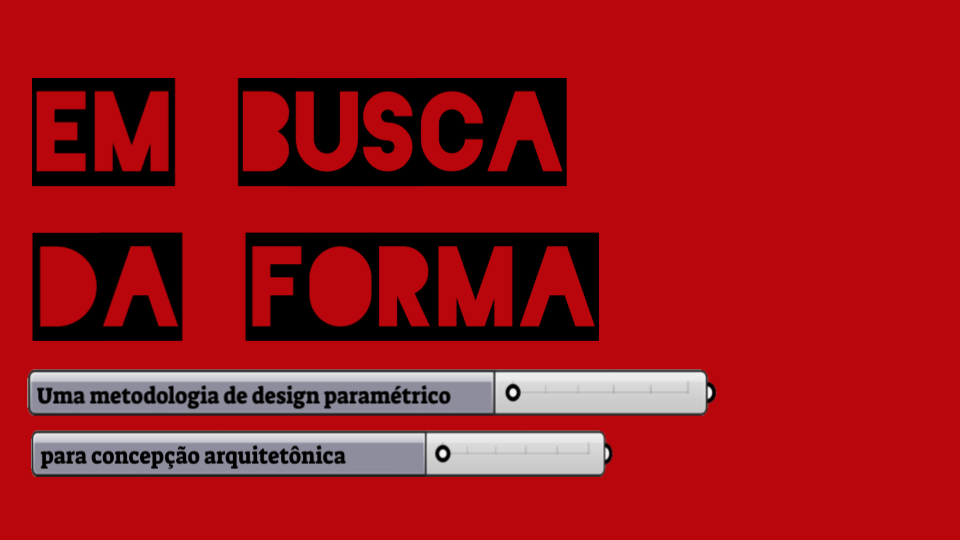 EM BUSCA
DA FORMA
Uma metodologia de design paramétrico
para concepção arquitetônica